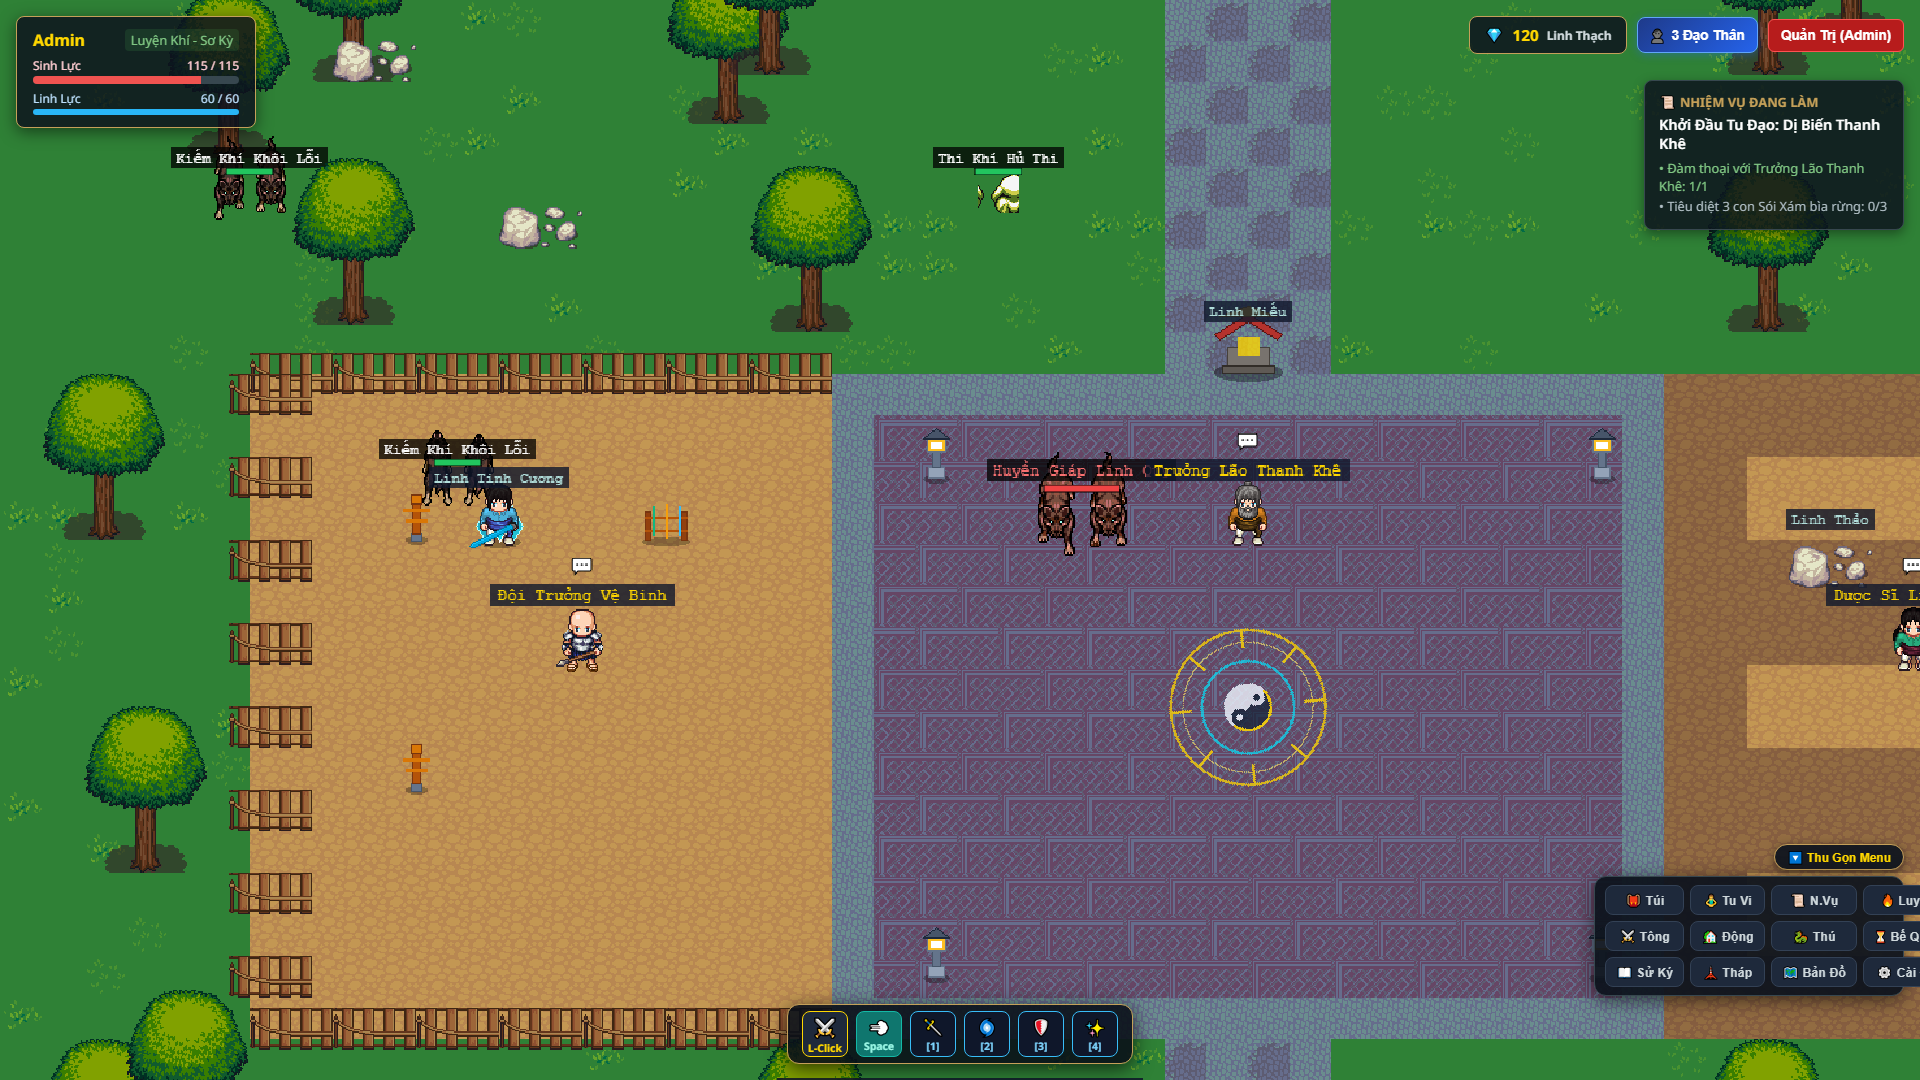 Admin
Luyện Khí - Sơ Kỳ
Sinh Lực
115 / 115
Linh Lực
60 / 60
120 Linh Thạch
3 Đạo Thân
Quản Trị (Admin)
NHIỆM VỤ ĐANG LÀM
Khởi Đầu Tu Đạo: Dị Biến Thanh
Khê
• Đàm thoại với Trưởng Lão Thanh
Khê: 1/1
• Tiêu diệt 3 con Sói Xám bìa rừng: 0/3
Kiếm Khí Khôi Lỗi
Thi Khí Hủ Thi
Linh Miếu
Kiếm Khí Khôi Lỗi
Linh Tinh Cương
Huyền Giáp Linh
Trưởng Lão Thanh Khê
Linh Thảo
Đội Trưởng Vệ Binh
Dược Sĩ
Thu Gọn Menu
Túi
Tu Vi
N.Vụ
Tông
Động
Thú
Bế
Sử Ký
Tháp
Bản Đồ
Cài
L-Click
Space
[1]
[2]
[3]
[4]